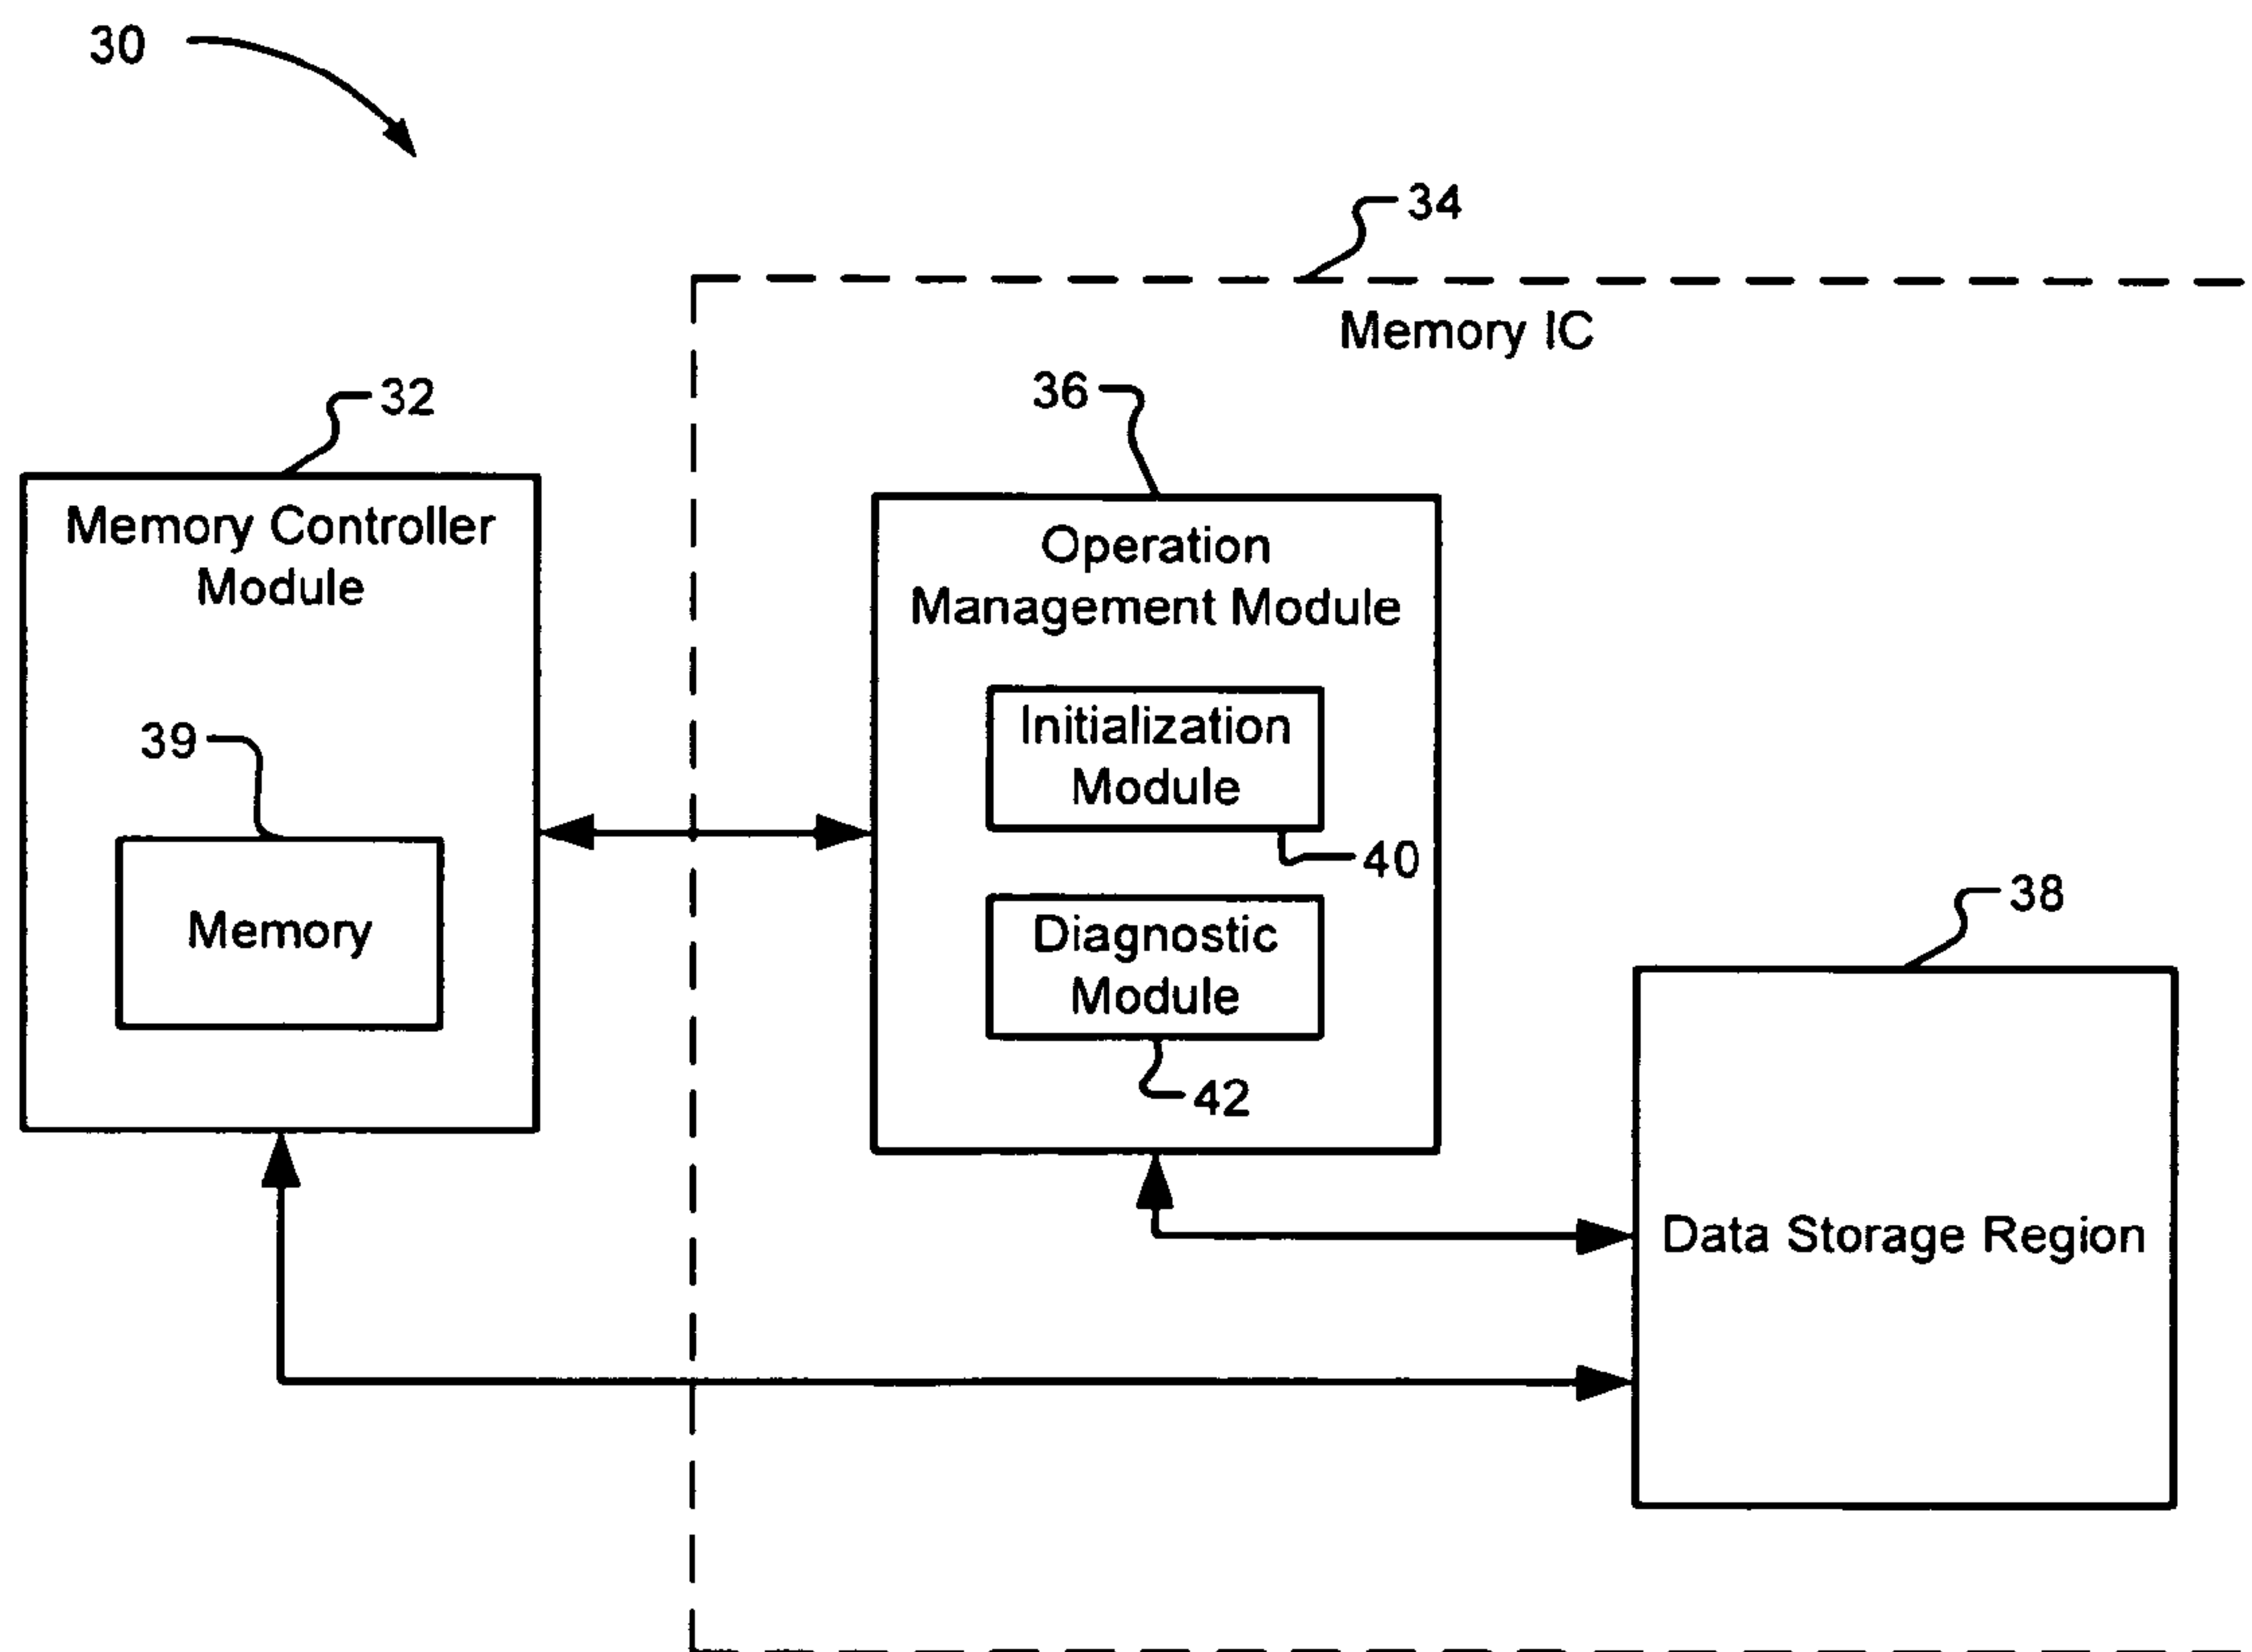 30
34
Memory IC
32
36
Memory Controller
Module
Operation
Management Module
39
Initialization
Module
40
Memory
Diagnostic
Module
38
42
Data Storage Region